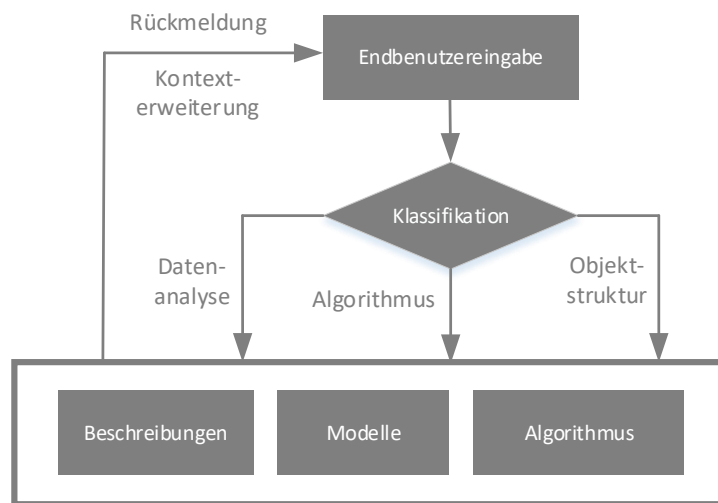 Rückmeldung
Endbenutzereingabe
Kontext-
erweiterung
Klassifikation
Daten-
analyse
Algorithmus
Objekt-
struktur
Beschreibungen
Modelle
Algorithmus